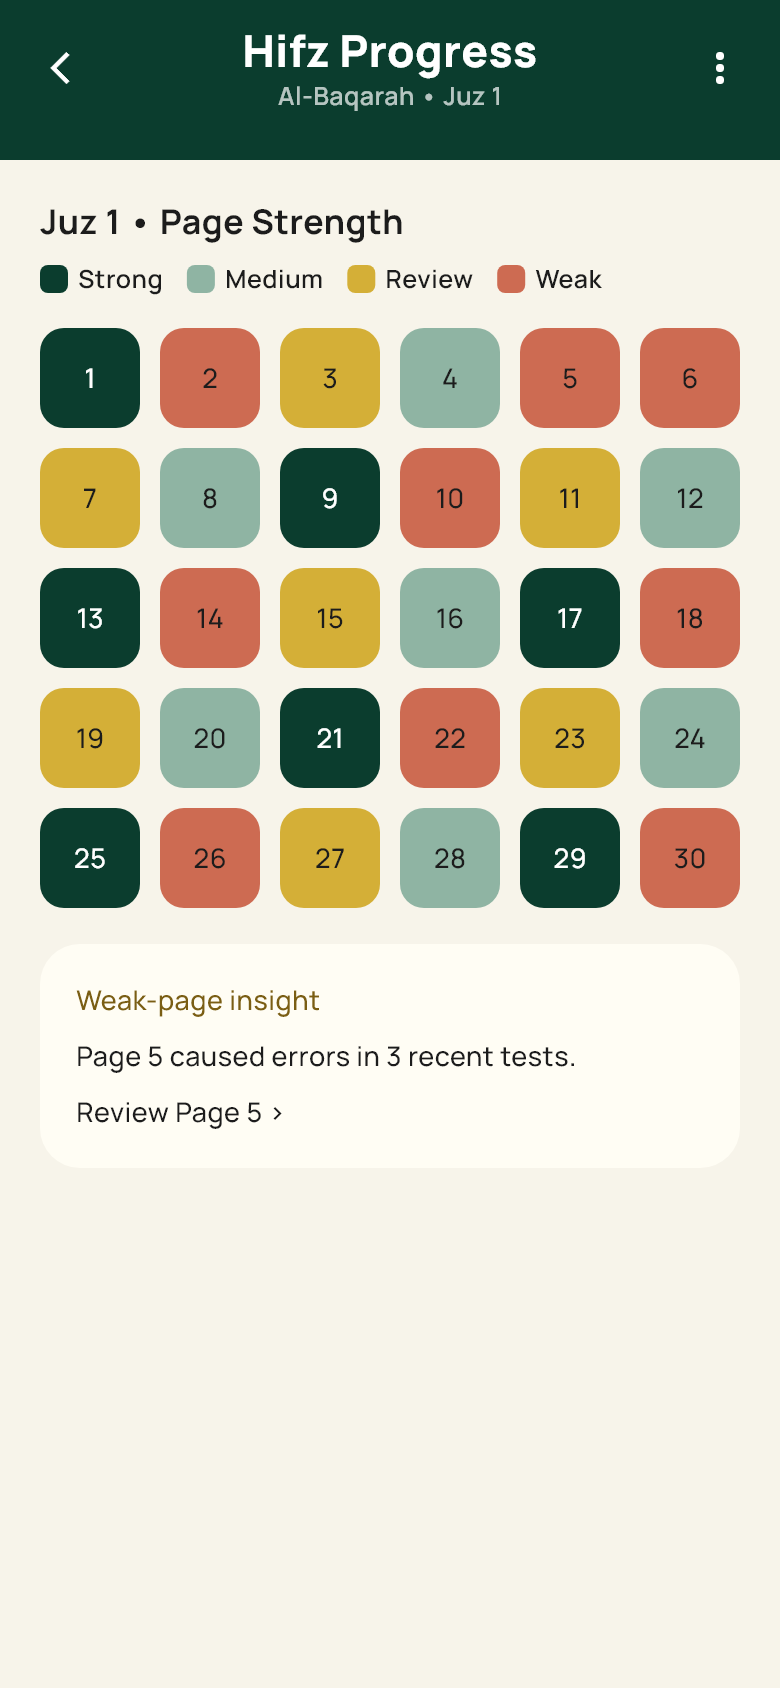 Hifz Progress
Al-Baqarah • Juz 1
Juz 1 • Page Strength
Strong Medium Review Weak
1 2 3 4 5 6
7 8 9 10 11 12
13 14 15 16 17 18
19 20 21 22 23 24
25 26 27 28 29 30
Weak-page insight
Page 5 caused errors in 3 recent tests.
Review Page 5 ›